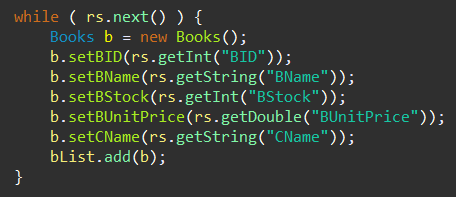 while ( rs.next() ) {
    Books b = new Books();
    b.setBID(rs.getInt("BID"));
    b.setBName(rs.getString("BName"));
    b.setBStock(rs.getInt("BStock"));
    b.setBUnitPrice(rs.getDouble("BUnitPrice"));
    b.setCName(rs.getString("CName"));
    bList.add(b);
}